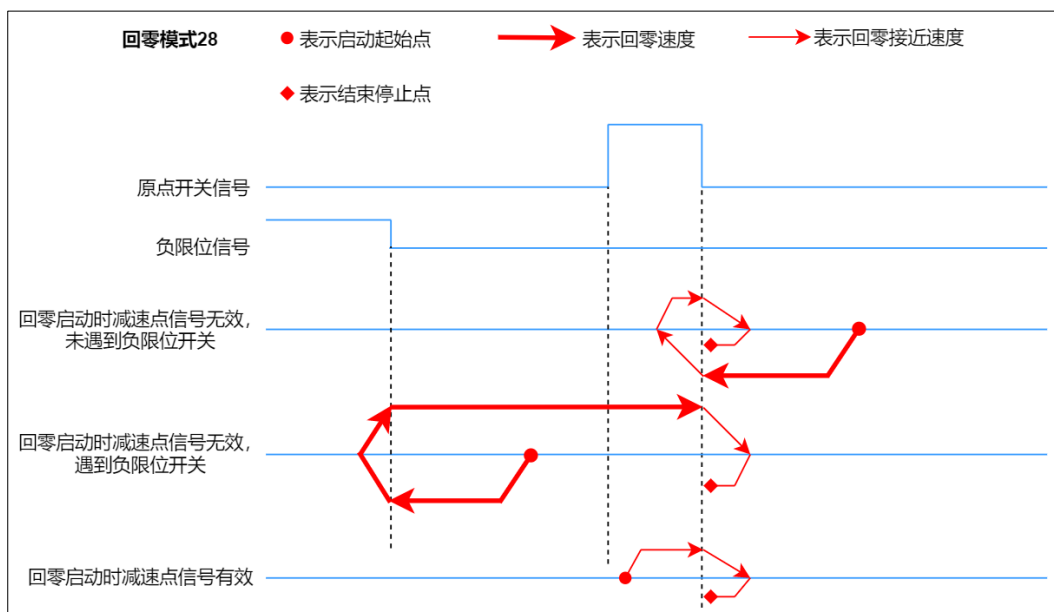 回零模式28
表示启动起始点
表示回零速度
表示回零接近速度
表示结束停止点
原点开关信号
负限位信号
回零启动时减速点信号无效，
未遇到负限位开关
回零启动时减速点信号无效，
遇到负限位开关
回零启动时减速点信号有效